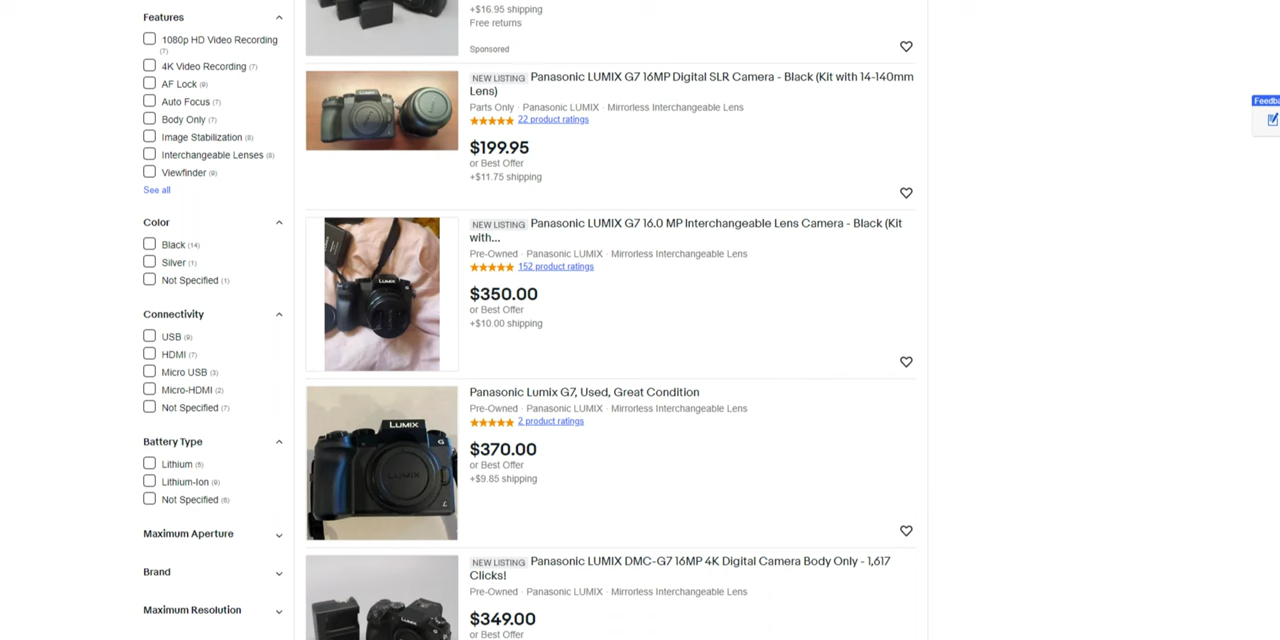 Features
1080p HD Video Recording
(7)
4K Video Recording (7)
AF Lock (9)
Auto Focus (7)
Body Only (7)
Image Stabilization (8)
Interchangeable Lenses (8)
Viewfinder (9)
See all
Color
Black (14)
Silver (1)
Not Specified (1)
Connectivity
USB (9)
HDMI (7)
Micro USB (3)
Micro-HDMI (2)
Not Specified (7)
Battery Type
Lithium (5)
Lithium-Ion (9)
Not Specified (6)
Maximum Aperture
Brand
Maximum Resolution
+$16.95 shipping
Free returns
Sponsored
NEW LISTING Panasonic LUMIX G7 16MP Digital SLR Camera - Black (Kit with 14-140mm
Lens)
Parts Only · Panasonic LUMIX · Mirrorless Interchangeable Lens
22 product ratings
$199.95
or Best Offer
+$11.75 shipping
LUMIX
NEW LISTING Panasonic LUMIX G7 16.0 MP Interchangeable Lens Camera - Black (Kit
with...
Pre-Owned · Panasonic LUMIX · Mirrorless Interchangeable Lens
152 product ratings
$350.00
or Best Offer
+$10.00 shipping
LUMIX
G
LUMIX
Panasonic Lumix G7, Used, Great Condition
Pre-Owned · Panasonic LUMIX · Mirrorless Interchangeable Lens
2 product ratings
$370.00
or Best Offer
+$9.85 shipping
LUMIX
NEW LISTING Panasonic LUMIX DMC-G7 16MP 4K Digital Camera Body Only - 1,617
Clicks!
Pre-Owned · Panasonic LUMIX · Mirrorless Interchangeable Lens
$349.00
or Best Offer